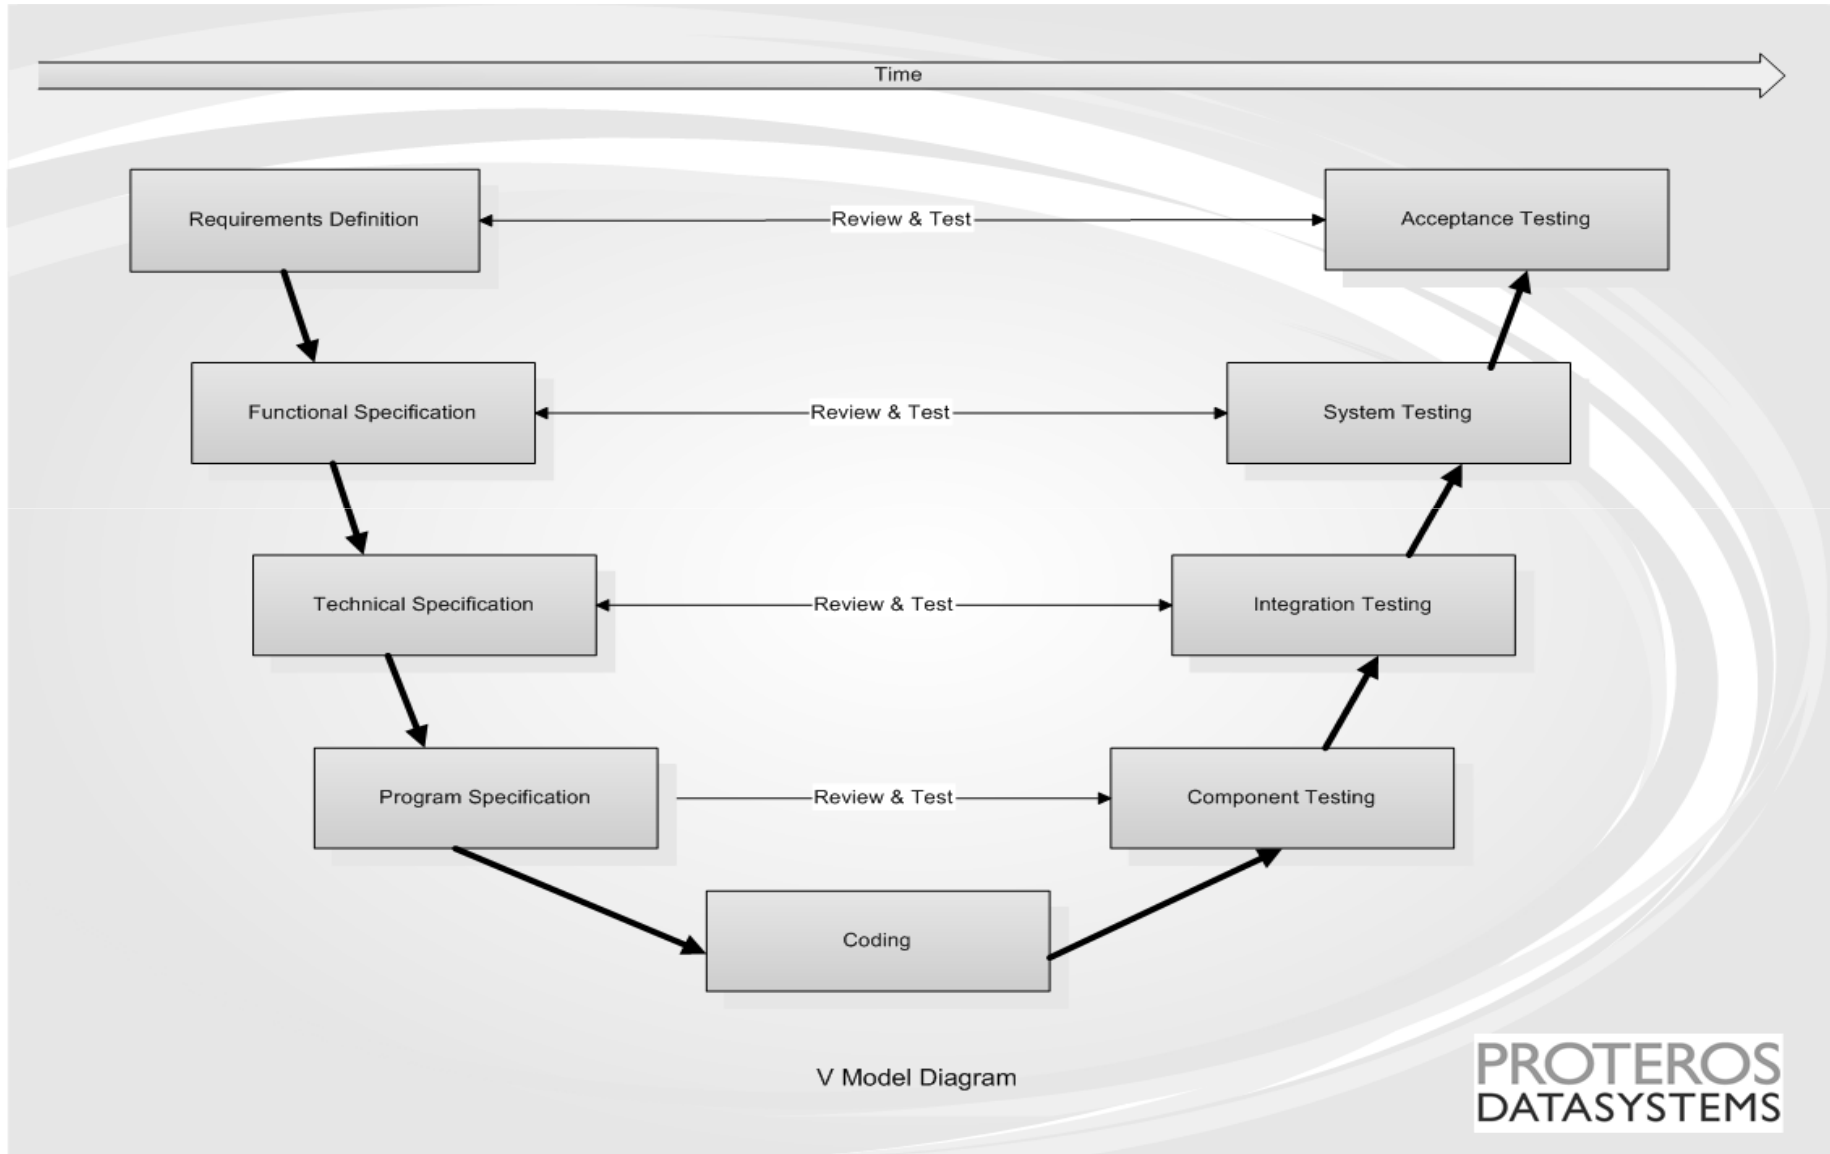 Time
Requirements Definition
Review & Test
Acceptance Testing
Functional Specification
Review & Test
System Testing
Technical Specification
Review & Test
Integration Testing
Program Specification
Review & Test
Component Testing
Coding
V Model Diagram
PROTEROS
DATASYSTEMS